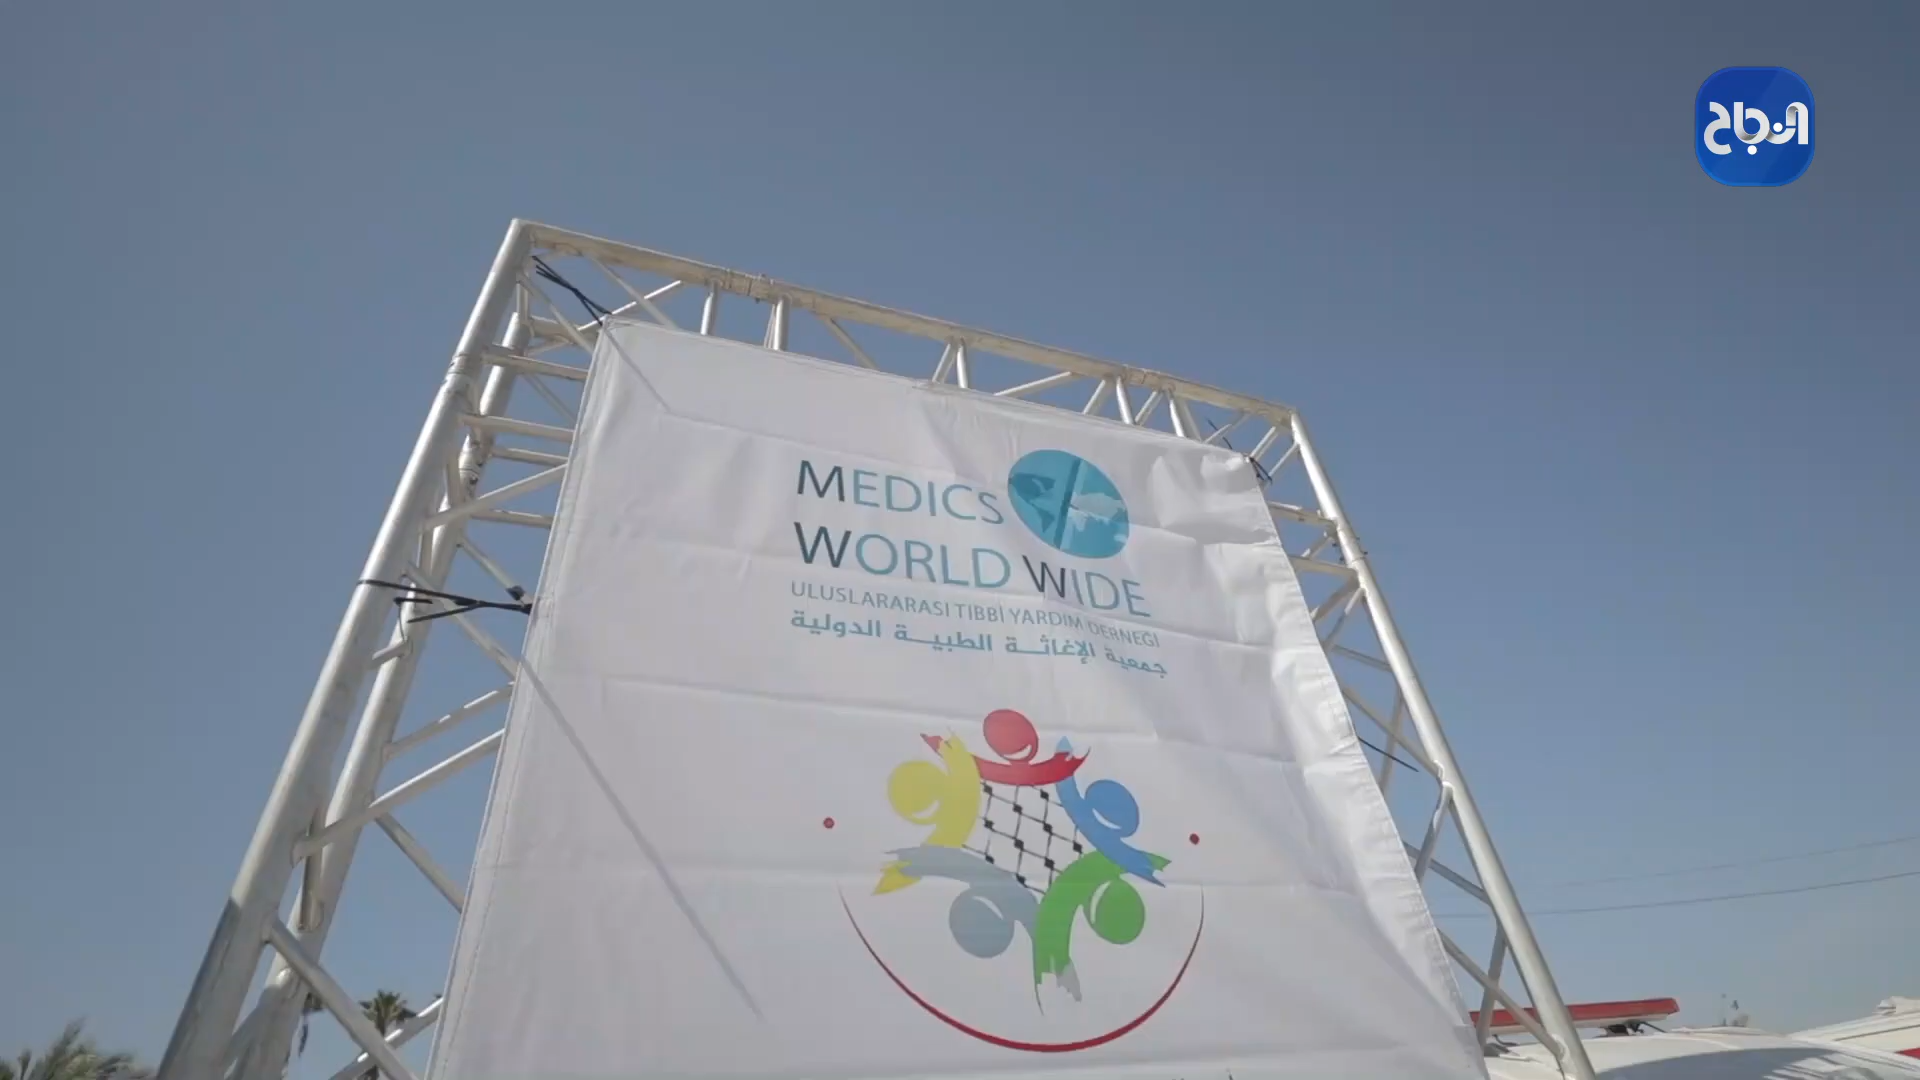 النجاح
MEDICS
WORLD WIDE
ULUSLARARASI TIBBİ YARDIM DERNEĞİ
جمعية الإغاثة الطبية الدولية